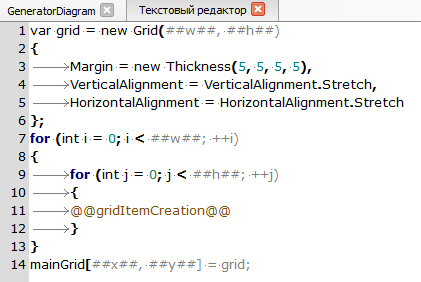 GeneratorDiagram Текстовый редактор
1 var grid = new Grid(##w##, ##h##)
2 {
3 Margin = new Thickness(5, 5, 5, 5),
4 VerticalAlignment = VerticalAlignment.Stretch,
5 HorizontalAlignment = HorizontalAlignment.Stretch
6 };
7 for (int i = 0; i < ##w##; ++i)
8 {
9 for (int j = 0; j < ##h##; ++j)
10 {
11 @@gridItemCreation@@
12 }
13 }
14 mainGrid[##x##, ##y##] = grid;